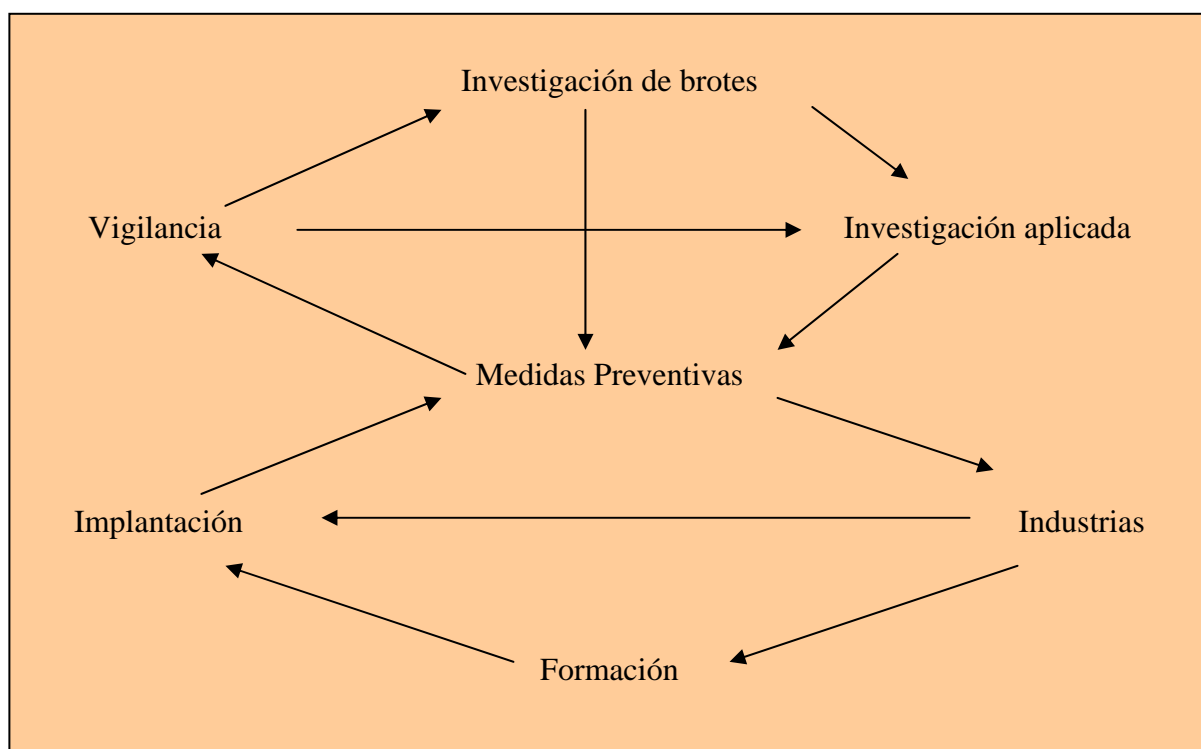 Investigación de brotes
Vigilancia
Investigación aplicada
Medidas Preventivas
Implantación
Industrias
Formación